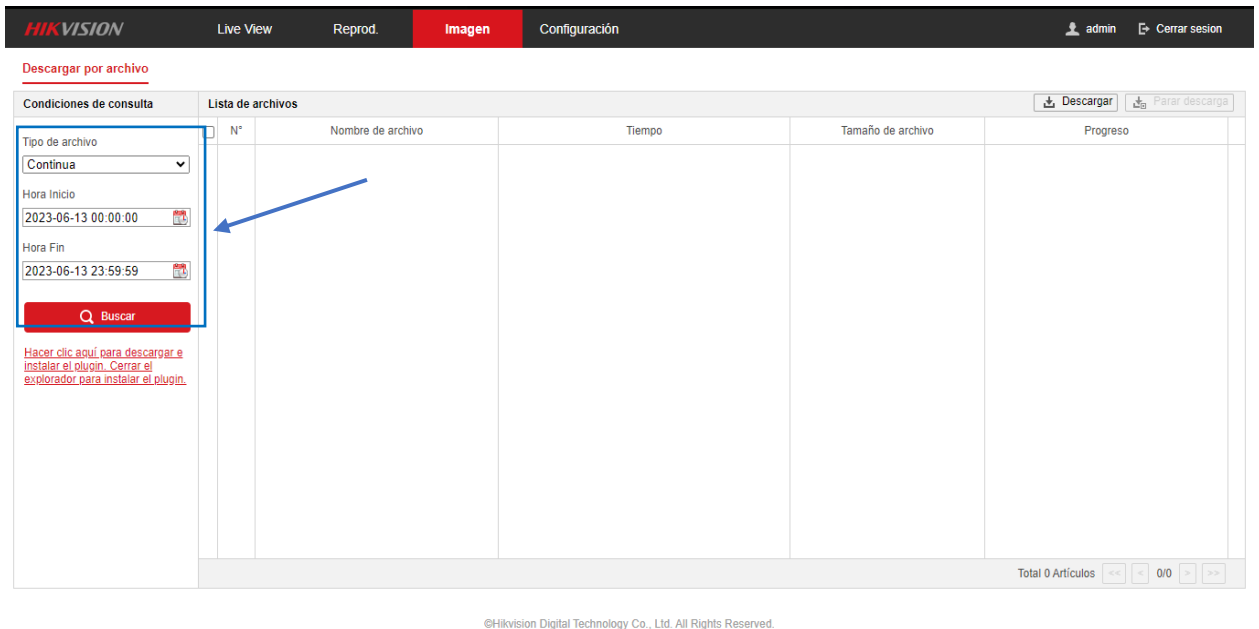 HIKVISION Live View Reprod. Imagen Configuración admin Cerrar sesion
Descargar por archivo
Condiciones de consulta Lista de archivos Descargar Parar descarga
N° Nombre de archivo Tiempo Tamaño de archivo Progreso
Tipo de archivo
Continua
Hora Inicio
2023-06-13 00:00:00
Hora Fin
2023-06-13 23:59:59
Buscar
Hacer clic aquí para descargar e
instalar el plugin. Cerrar el
explorador para instalar el plugin.
Total 0 Artículos << < 0/0 > >>
©Hikvision Digital Technology Co., Ltd. All Rights Reserved.